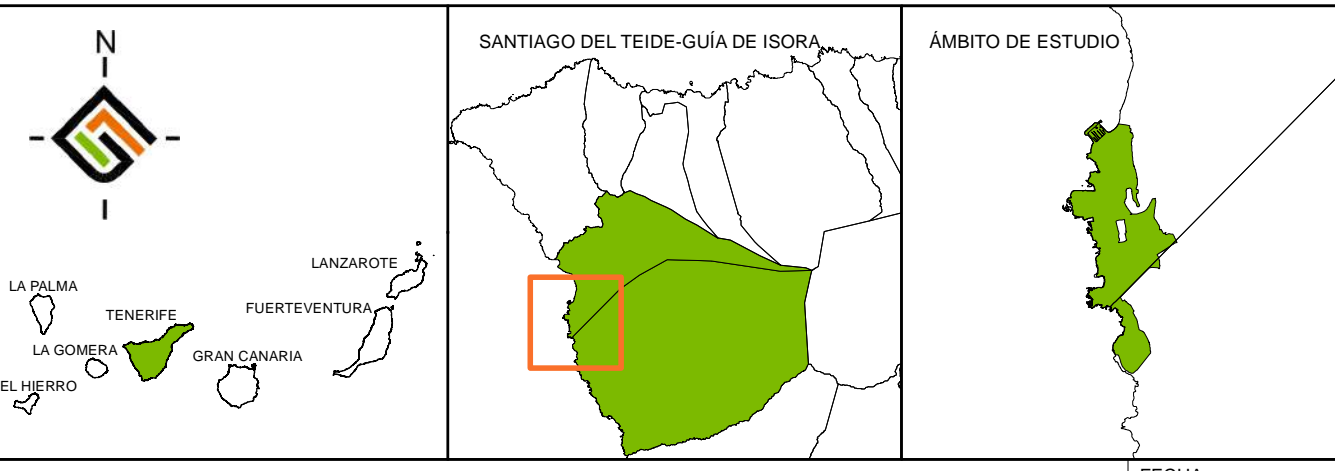 N
LANZAROTE
LA PALMA
FUERTEVENTURA
TENERIFE
LA GOMERA
GRAN CANARIA
EL HIERRO
SANTIAGO DEL TEIDE-GUÍA DE ISORA
ÁMBITO DE ESTUDIO
FECHA